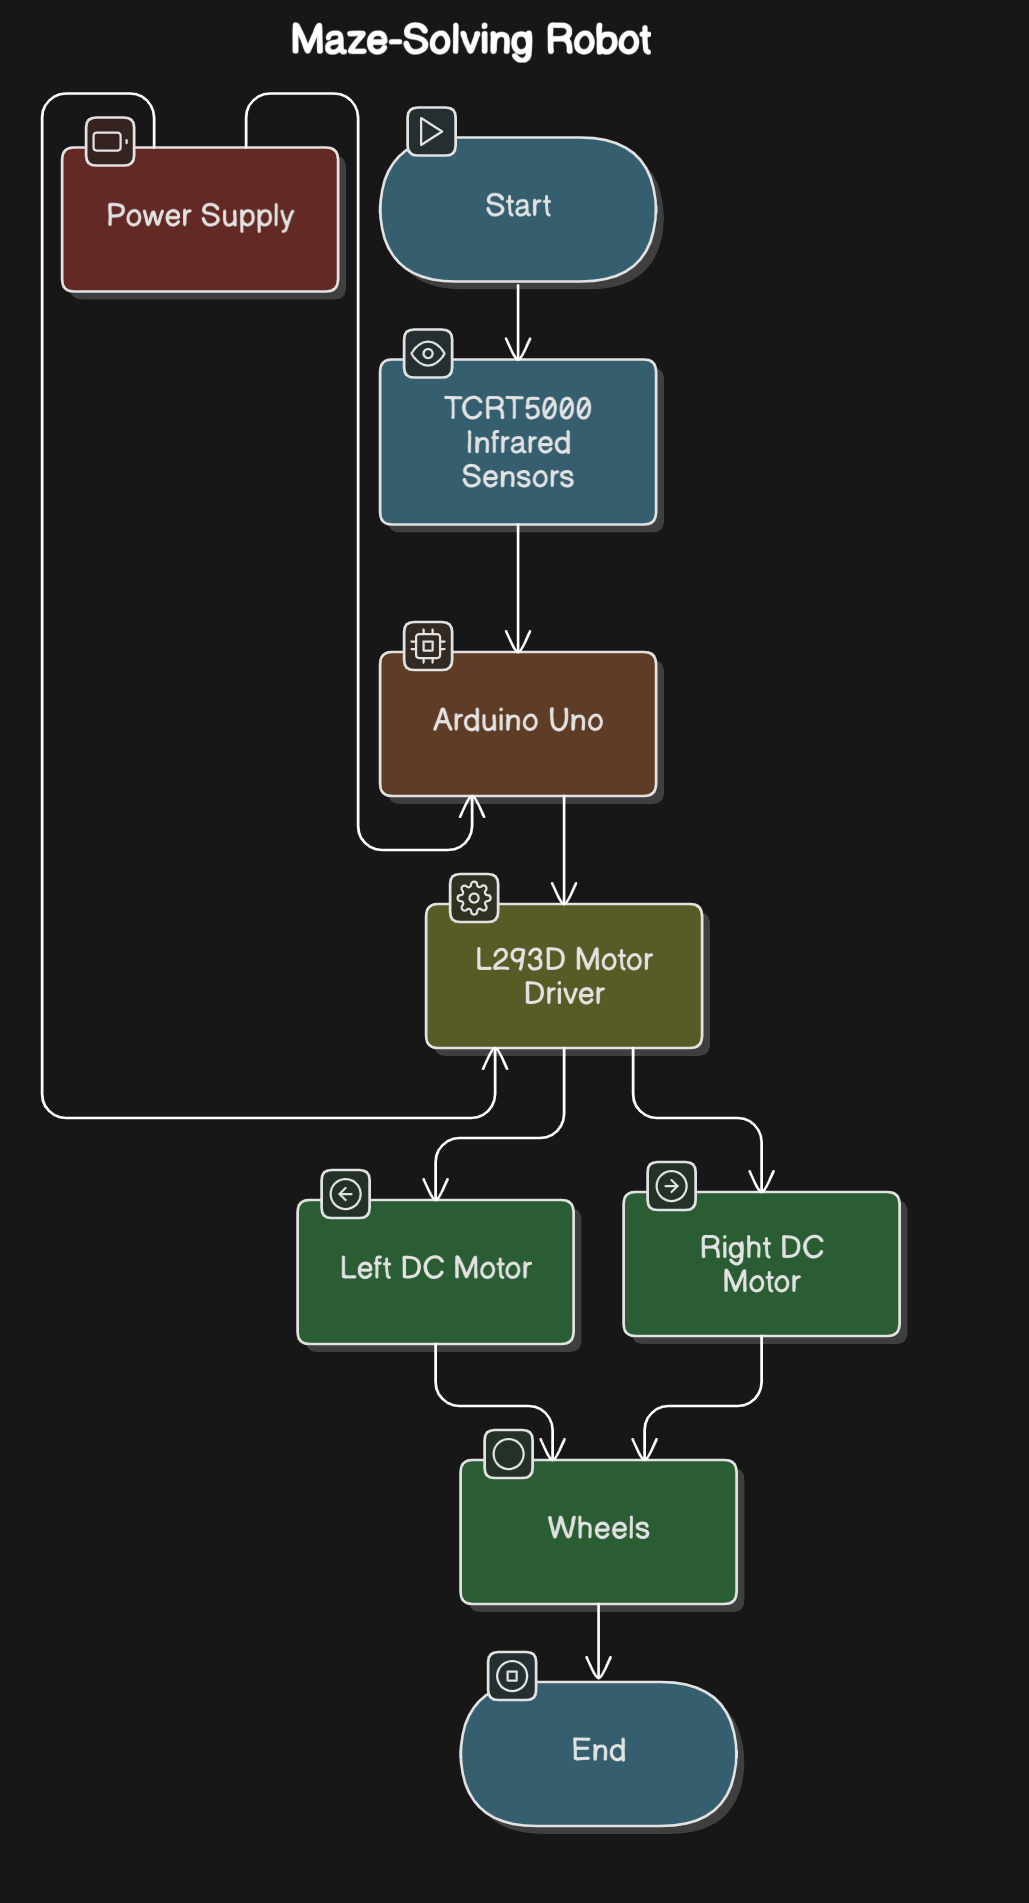 Maze-Solving Robot
Power Supply
Start
TCRT5000
Infrared
Sensors
Arduino Uno
L293D Motor
Driver
Left DC Motor
Right DC
Motor
Wheels
End